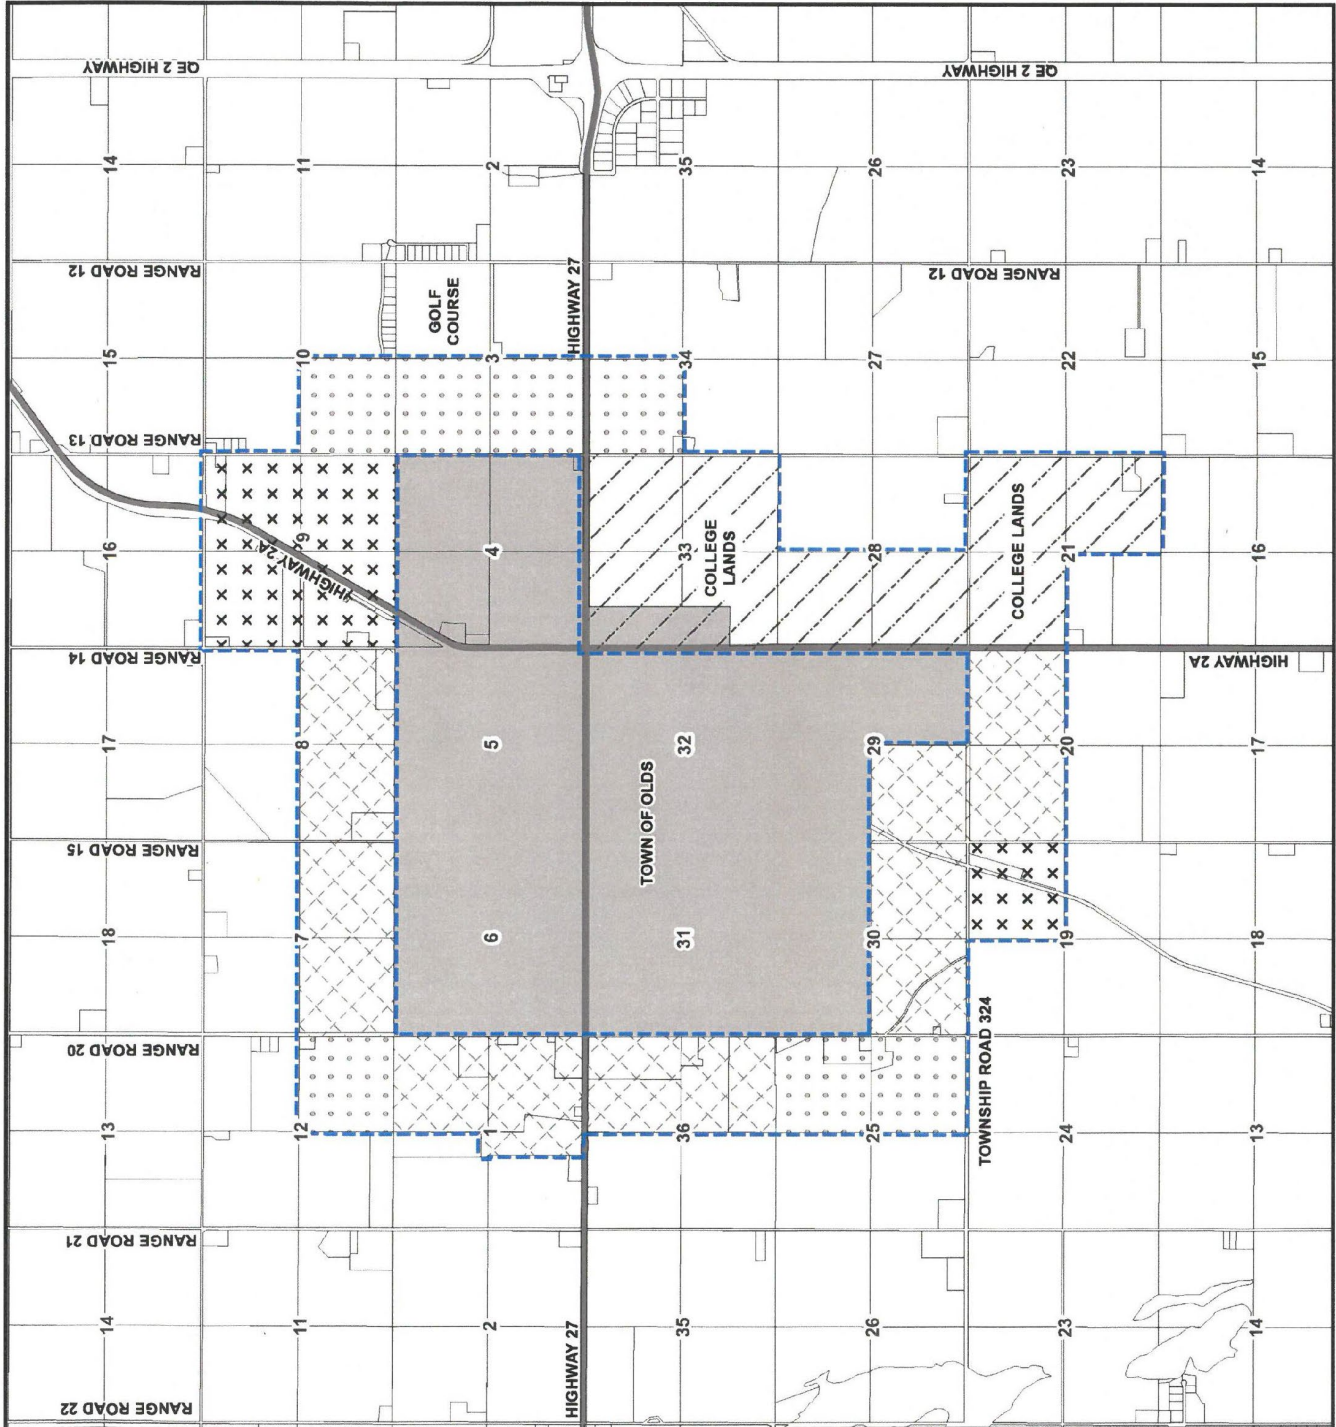 14
13
18
17
16
15
14
RANGE ROAD 22
RANGE ROAD 21
RANGE ROAD 20
RANGE ROAD 15
RANGE ROAD 14
RANGE ROAD 13
RANGE ROAD 12
QE 2 HIGHWAY
11
12
7
8
9
10
11
HIGHWAY 2A
GOLF
COURSE
2
1
6
5
4
3
2
HIGHWAY 27
HIGHWAY 27
TOWN OF OLDS
35
36
31
32
33
34
35
COLLEGE
LANDS
26
25
30
29
28
27
26
RANGE ROAD 12
QE 2 HIGHWAY
TOWNSHIP ROAD 324
COLLEGE LANDS
23
24
19
20
21
22
23
HIGHWAY 2A
14
13
18
17
16
15
14